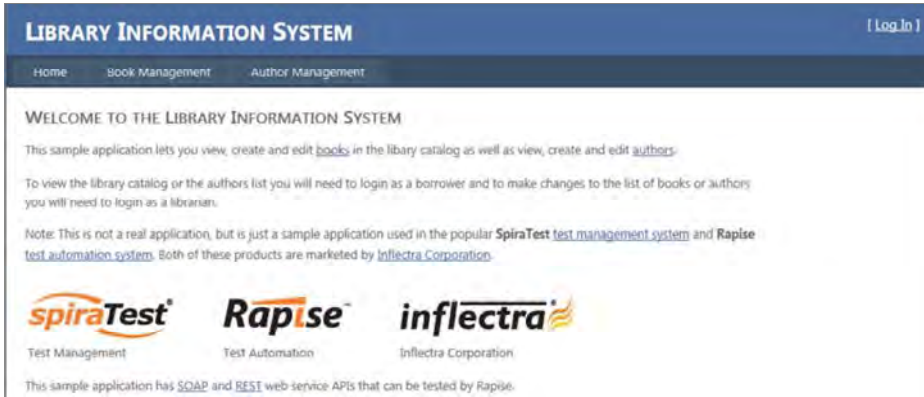 LIBRARY INFORMATION SYSTEM
[ Log In ]
Home Book Management Author Management
WELCOME TO THE LIBRARY INFORMATION SYSTEM
This sample application lets you view, create and edit books in the libary catalog as well as view, create and edit authors.
To view the library catalog or the authors list you will need to login as a borrower and to make changes to the list of books or authors
you will need to login as a librarian.
Note: This is not a real application, but is just a sample application used in the popular SpiraTest test management system and Rapise
test automation system. Both of these products are marketed by Inflectra Corporation.
spiraTest® Rapise™ inflectra
Test Management Test Automation Inflectra Corporation
This sample application has SOAP and REST web service APIs that can be tested by Rapise.